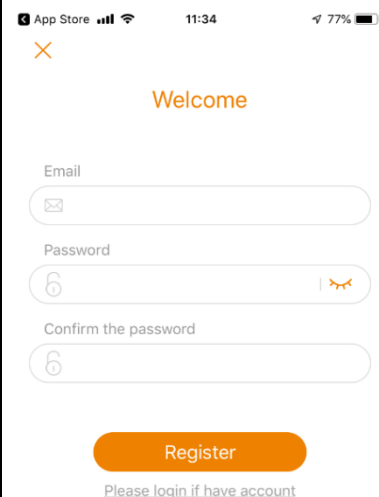 App Store 11:34 77%
Welcome
Email
Password
Confirm the password
Register
Please login if have account